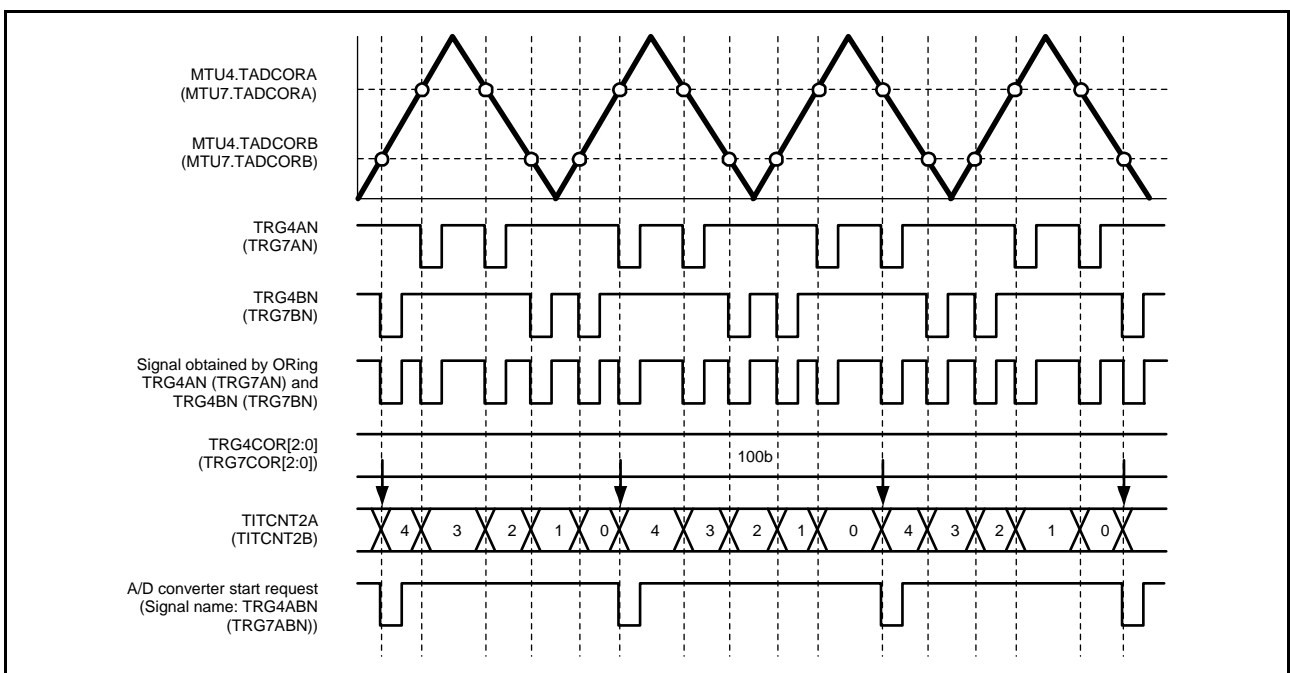 MTU4.TADCORA
(MTU7.TADCORA)
MTU4.TADCORB
(MTU7.TADCORB)
TRG4AN
(TRG7AN)
TRG4BN
(TRG7BN)
Signal obtained by ORing
TRG4AN (TRG7AN) and
TRG4BN (TRG7BN)
TRG4COR[2:0]
(TRG7COR[2:0])
100b
TITCNT2A
(TITCNT2B)
4 3 2 1 0 4 3 2 1 0 4 3 2 1 0
A/D converter start request
(Signal name: TRG4ABN
(TRG7ABN))